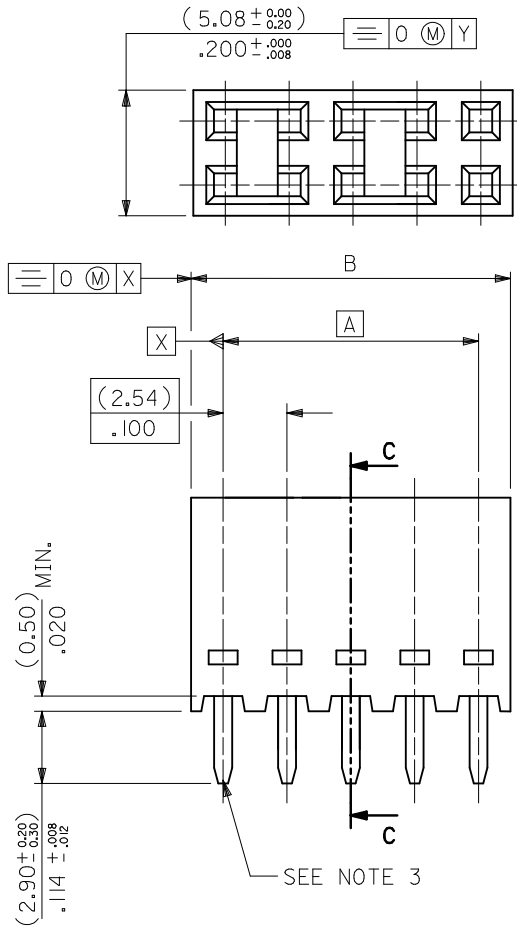 (5.08 +0.00 -0.20)
.200 +.000 -.008
⌯ 0 Ⓜ Y
⌯ 0 Ⓜ X
B
X
A
(2.54)
.100
C
(0.50)
.020 MIN.
(2.90 +0.20 -0.30)
.114 +.008 -.012
C
SEE NOTE 3